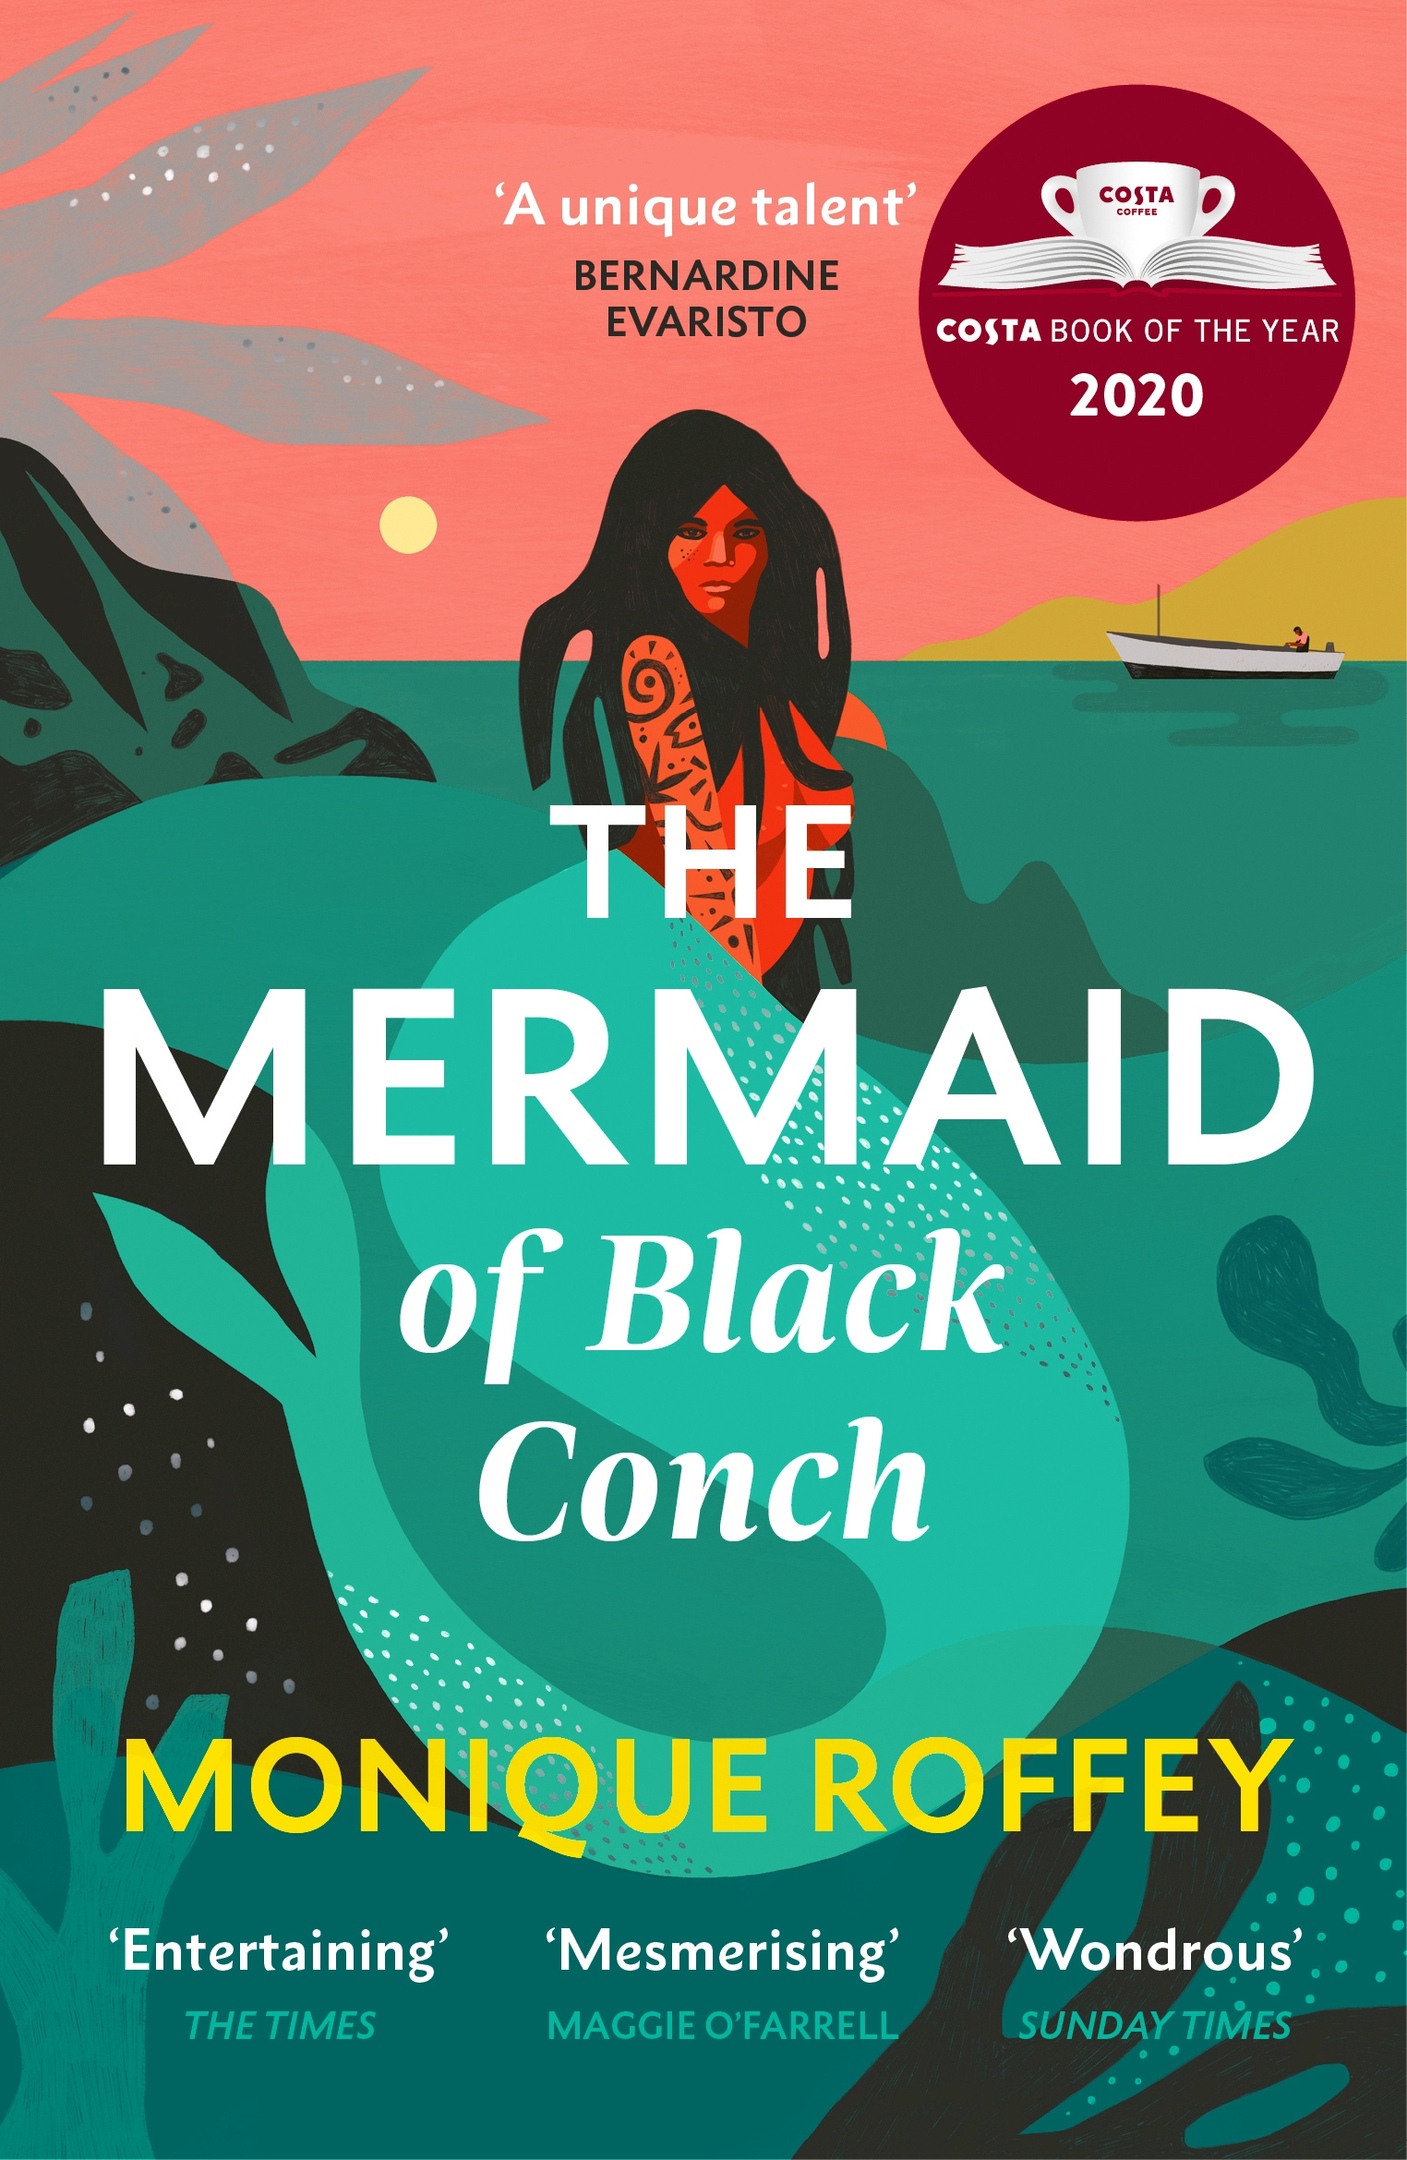 ‘A unique talent’
BERNARDINE
EVARISTO
COSTA
COFFEE
COSTA BOOK OF THE YEAR
2020
THE
MERMAID
of Black
Conch
MONIQUE ROFFEY
‘Entertaining’
THE TIMES
‘Mesmerising’
MAGGIE O’FARRELL
‘Wondrous’
SUNDAY TIMES